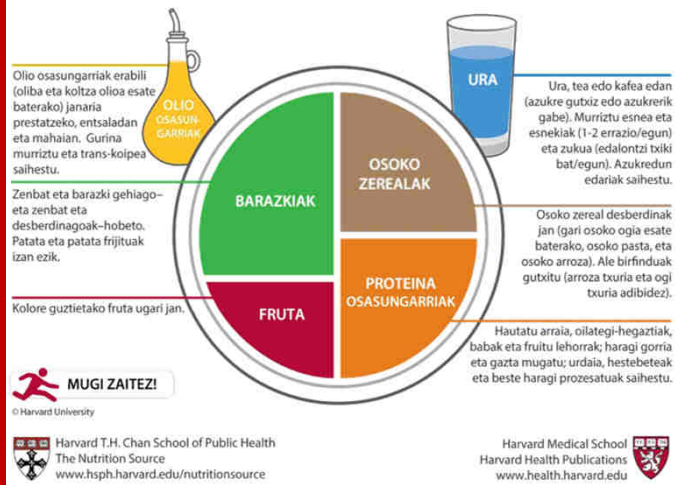 Olio osasungarriak erabili
(oliba eta koltza olioa esate
baterako) janaria
prestatzeko, entsaladan
eta mahaian. Gurina
murriztu eta trans-koipea
saihestu.
OLIO
OSASUN-
GARRIAK
URA
Ura, tea edo kafea edan
(azukre gutxiz edo azukrerik
gabe). Murriztu esnea eta
esnekiak (1-2 errazio/egun)
eta zukua (edalontzi txiki
bat/egun). Azukredun
edariak saihestu.
Zenbat eta barazki gehiago–
eta zenbat eta
desberdinagoak–hobeto.
Patata eta patata frijituak
izan ezik.
BARAZKIAK
OSOKO
ZEREALAK
Osoko zereal desberdinak
jan (gari osoko ogia esate
baterako, osoko pasta, eta
osoko arroza). Ale birfinduak
gutxitu (arroza txuria eta ogi
txuria adibidez).
Kolore guztietako fruta ugari jan.
FRUTA
PROTEINA
OSASUNGARRIAK
Hautatu arraia, oilategi-hegaztiak,
babak eta fruitu lehorrak; haragi gorria
eta gazta mugatu; urdaia, hestebeteak
eta beste haragi prozesatuak saihestu.
MUGI ZAITEZ!
© Harvard University
Harvard T.H. Chan School of Public Health
The Nutrition Source
www.hsph.harvard.edu/nutritionsource
Harvard Medical School
Harvard Health Publications
www.health.harvard.edu